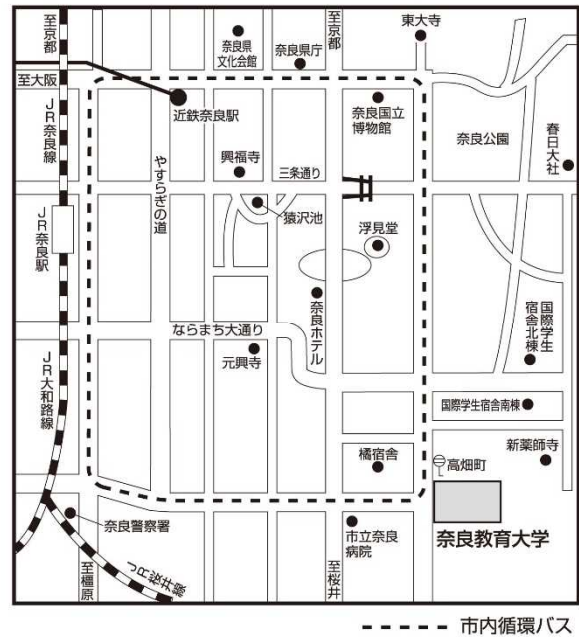 至京都
至京都
東大寺
奈良県
文化会館
奈良県庁
至大阪
近鉄奈良駅
奈良国立
博物館
奈良公園
春日大社
JR奈良線
やすらぎの道
興福寺
三条通り
猿沢池
浮見堂
JR奈良駅
奈良ホテル
ならまち大通り
元興寺
国際学生
宿舎北棟
JR大和路線
国際学生宿舎南棟
橘宿舎
高畑町
新薬師寺
奈良警察署
市立奈良
病院
奈良教育大学
至橿原
JR桜井線
至桜井
市内循環バス